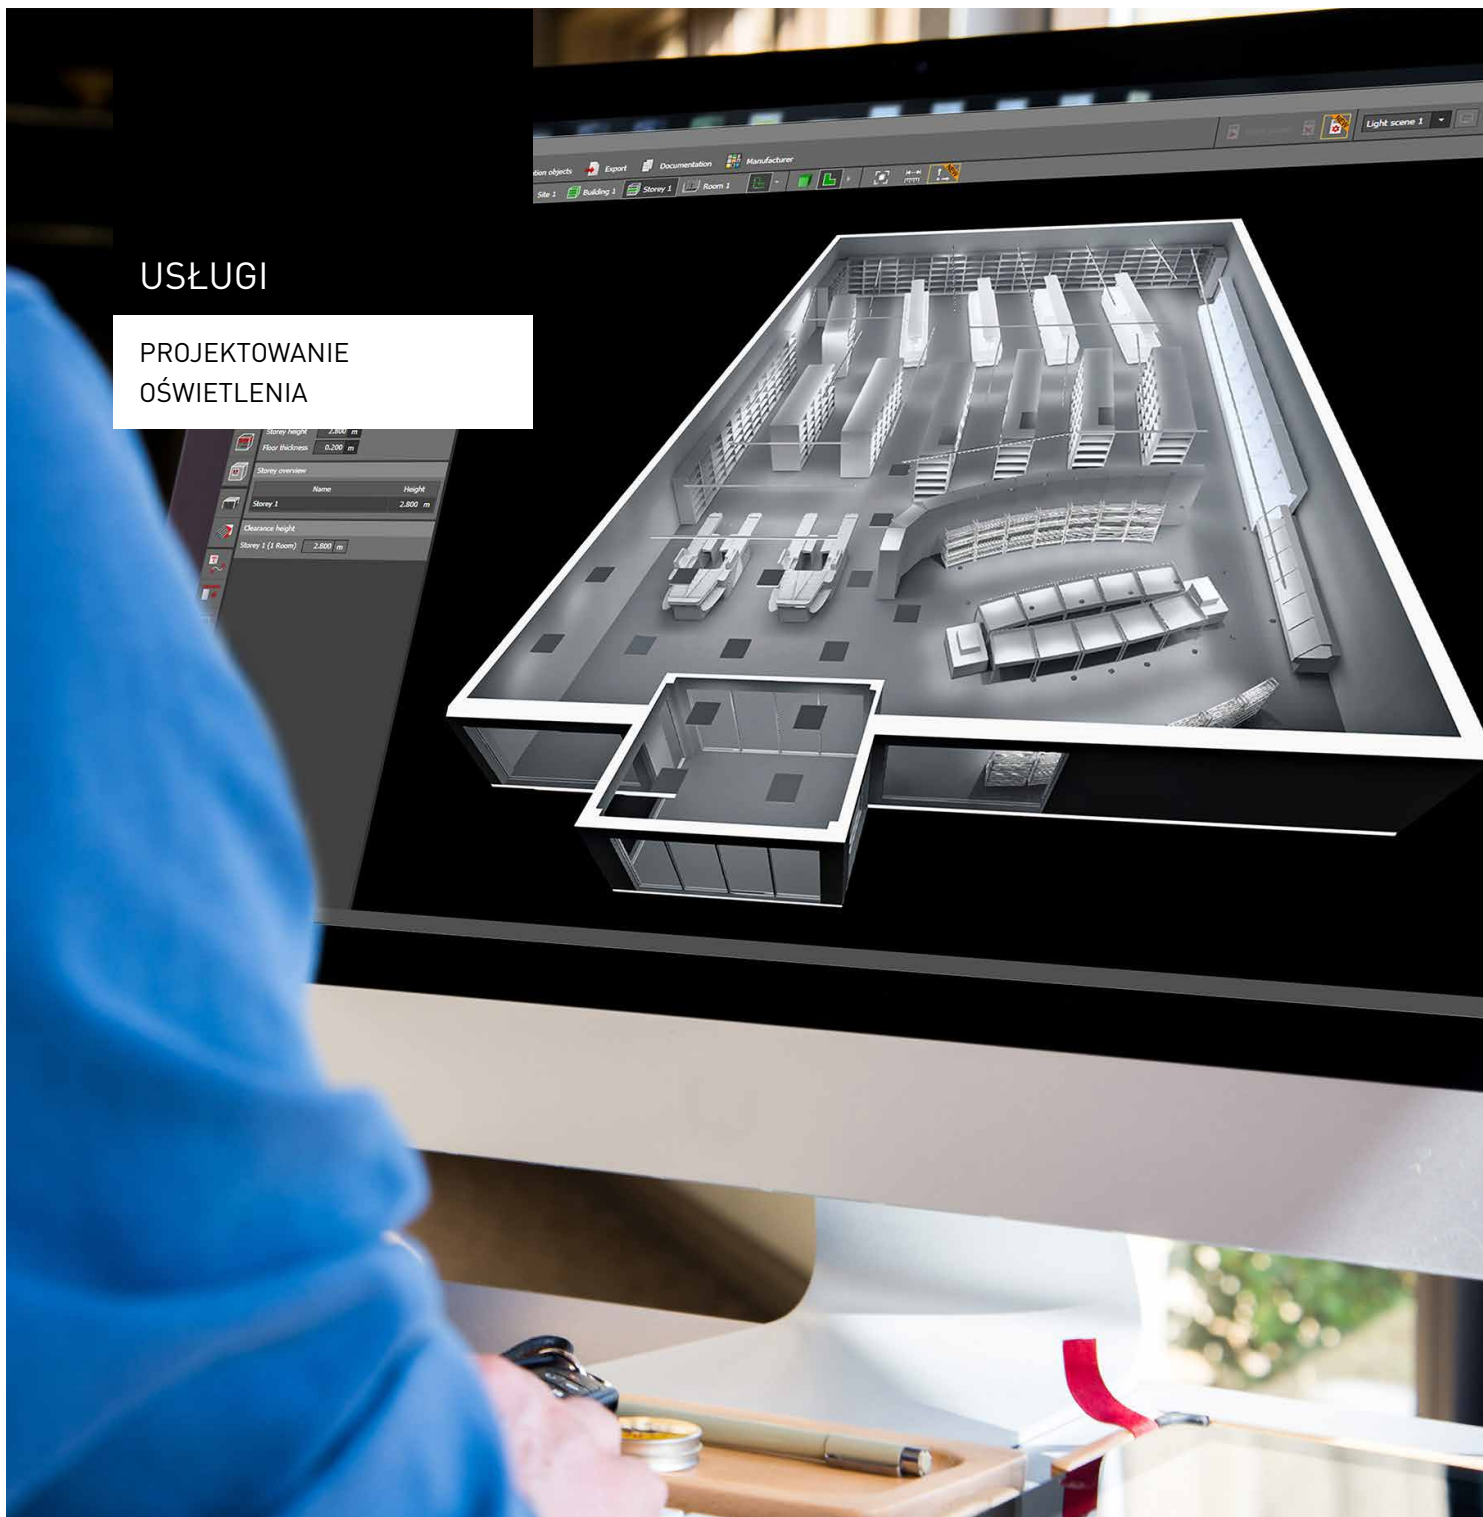 Light scene 1
Export
Documentation
Manufacturer
Site 1
Building 1
Storey 1
Room 1
USŁUGI
PROJEKTOWANIE
OŚWIETLENIA
Storey height 2.800 m
Floor thickness 0.200 m
Storey overview
Name Height
Storey 1 2.800 m
Clearance height
Storey 1 (1 Room) 2.800 m